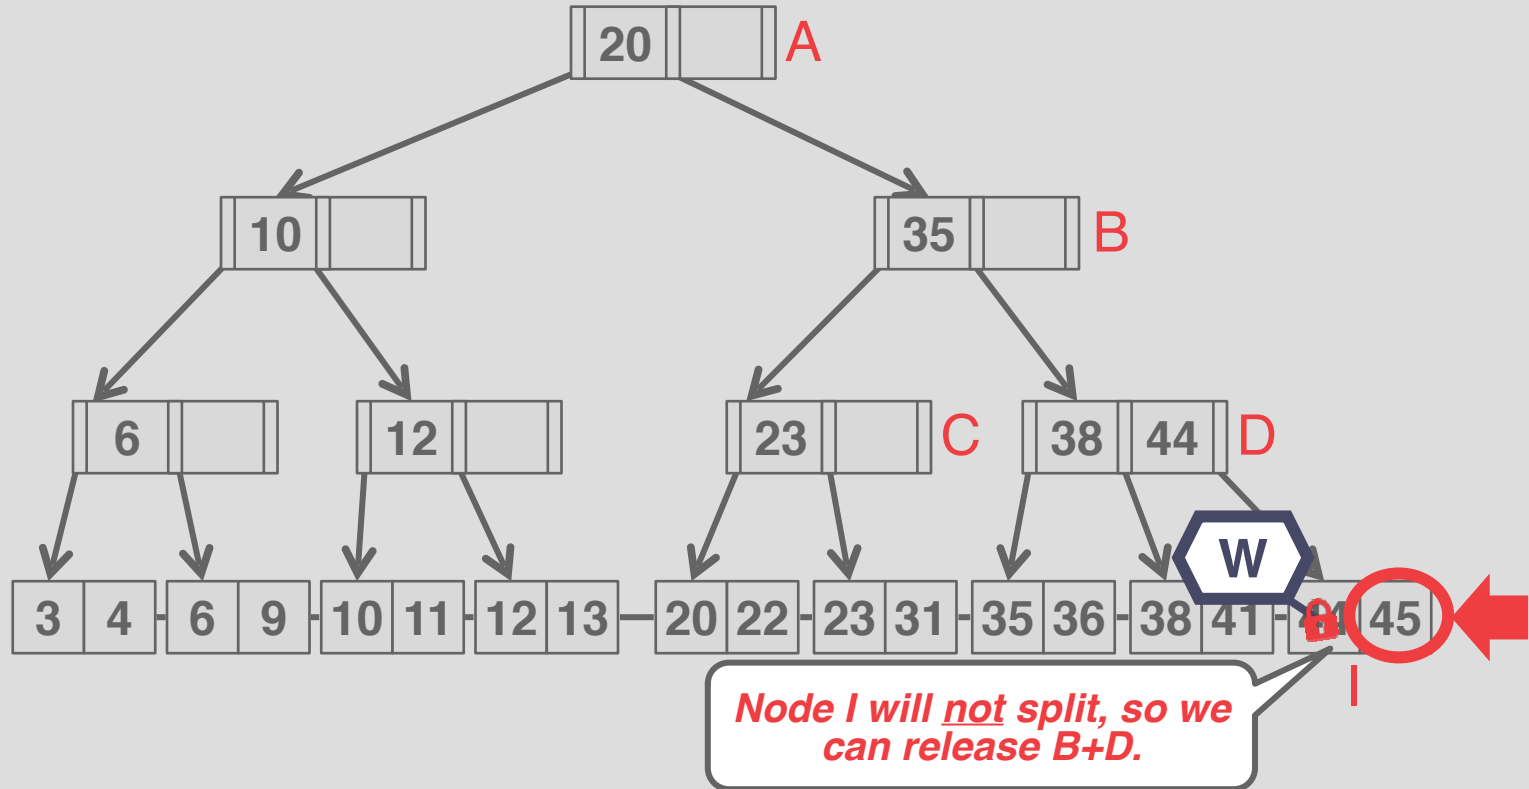 20 A
10 35 B
6 12 23 C 38 44 D
W
3 4 6 9 10 11 12 13 20 22 23 31 35 36 38 41 44 45
I
Node I will not split, so we
can release B+D.